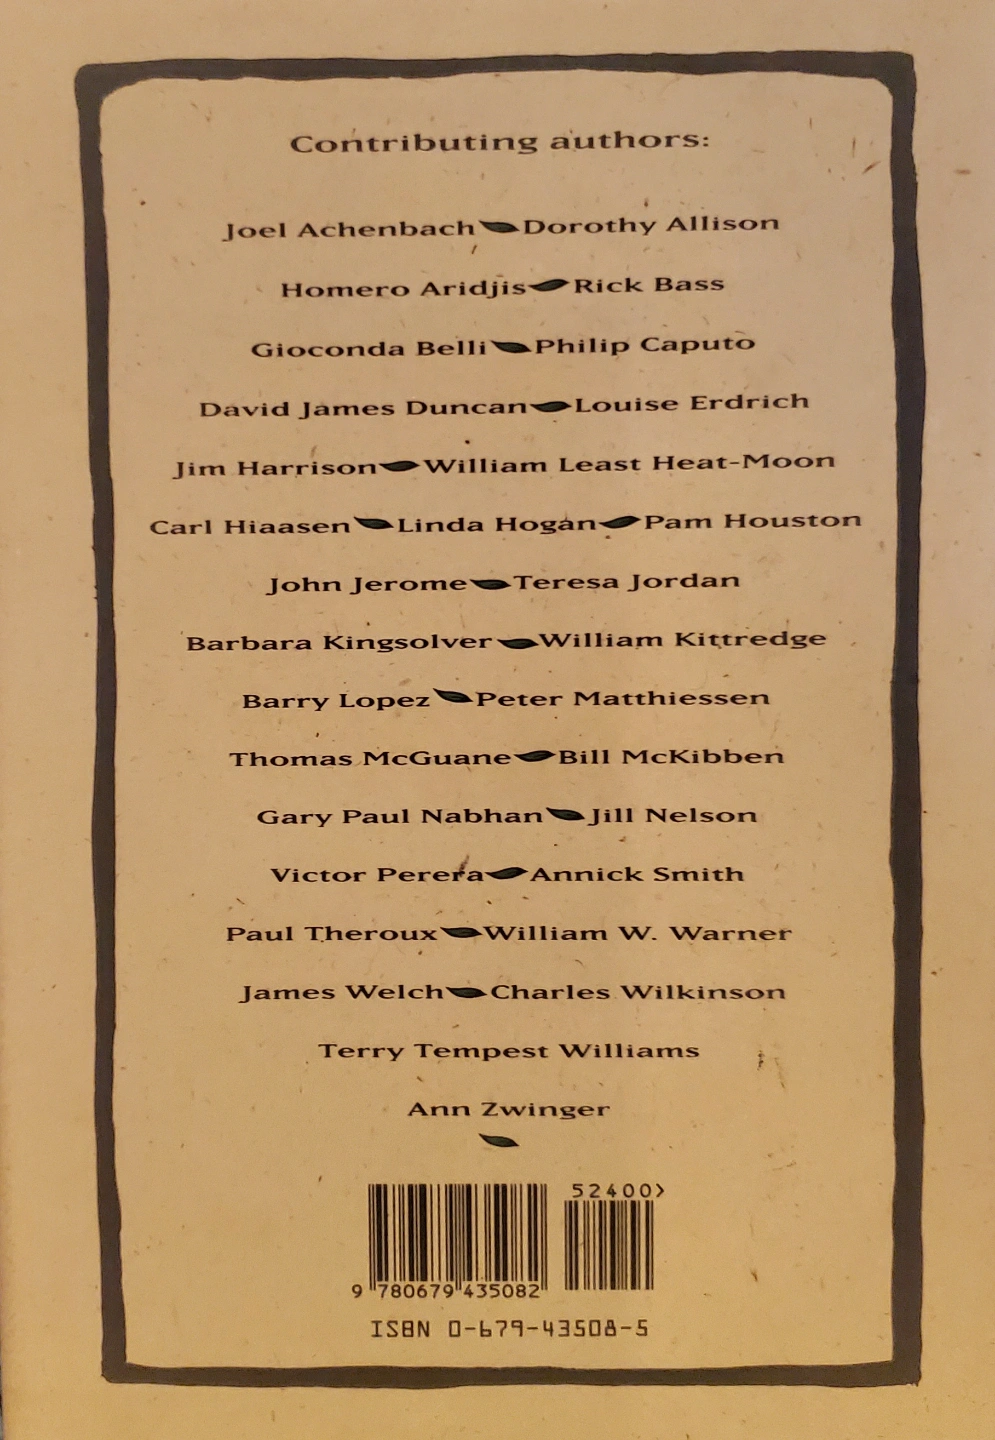 Contributing authors:
Joel Achenbach Dorothy Allison
Homero Aridjis Rick Bass
Gioconda Belli Philip Caputo
David James Duncan Louise Erdrich
Jim Harrison William Least Heat-Moon
Carl Hiaasen Linda Hogan Pam Houston
John Jerome Teresa Jordan
Barbara Kingsolver William Kittredge
Barry Lopez Peter Matthiessen
Thomas McGuane Bill McKibben
Gary Paul Nabhan Jill Nelson
Victor Perera Annick Smith
Paul Theroux William W. Warner
James Welch Charles Wilkinson
Terry Tempest Williams
Ann Zwinger
52400>
9 780679 435082
ISBN 0-679-43508-5